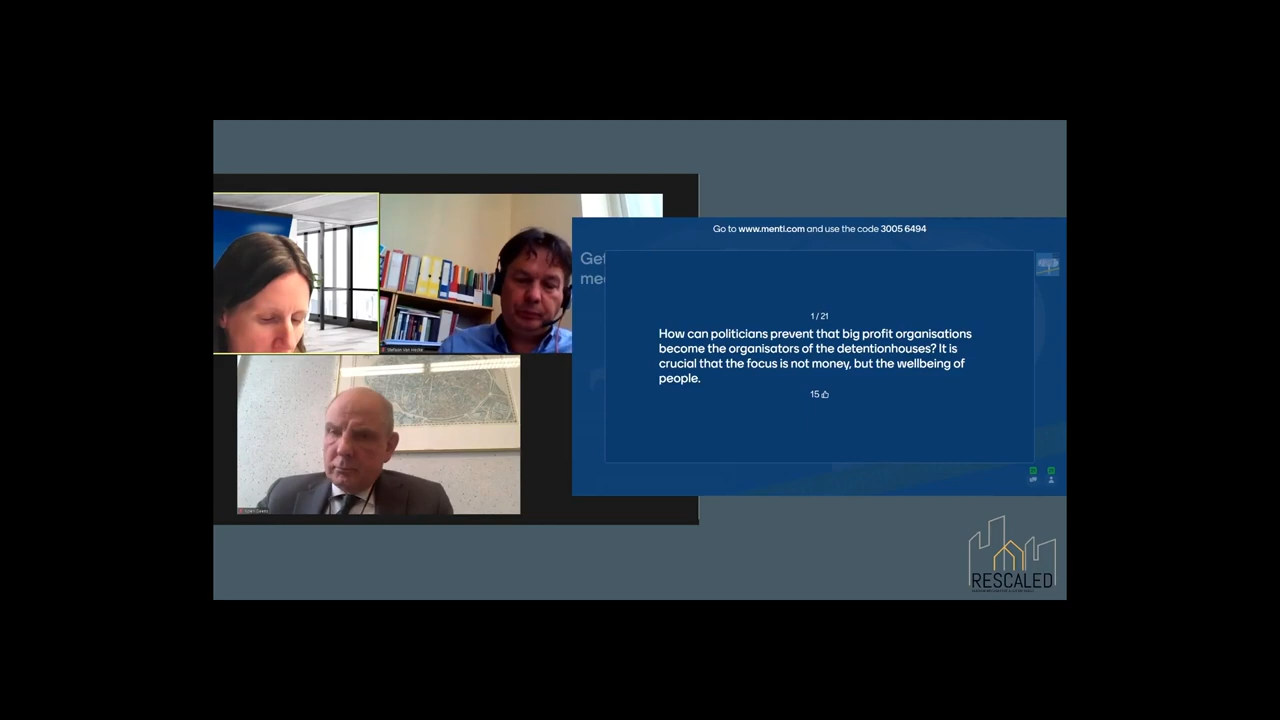 Go to www.menti.com and use the code 3005 6494
Get
me
1 / 21
How can politicians prevent that big profit organisations
become the organisators of the detentionhouses? It is
crucial that the focus is not money, but the wellbeing of
people.
15
RESCALED